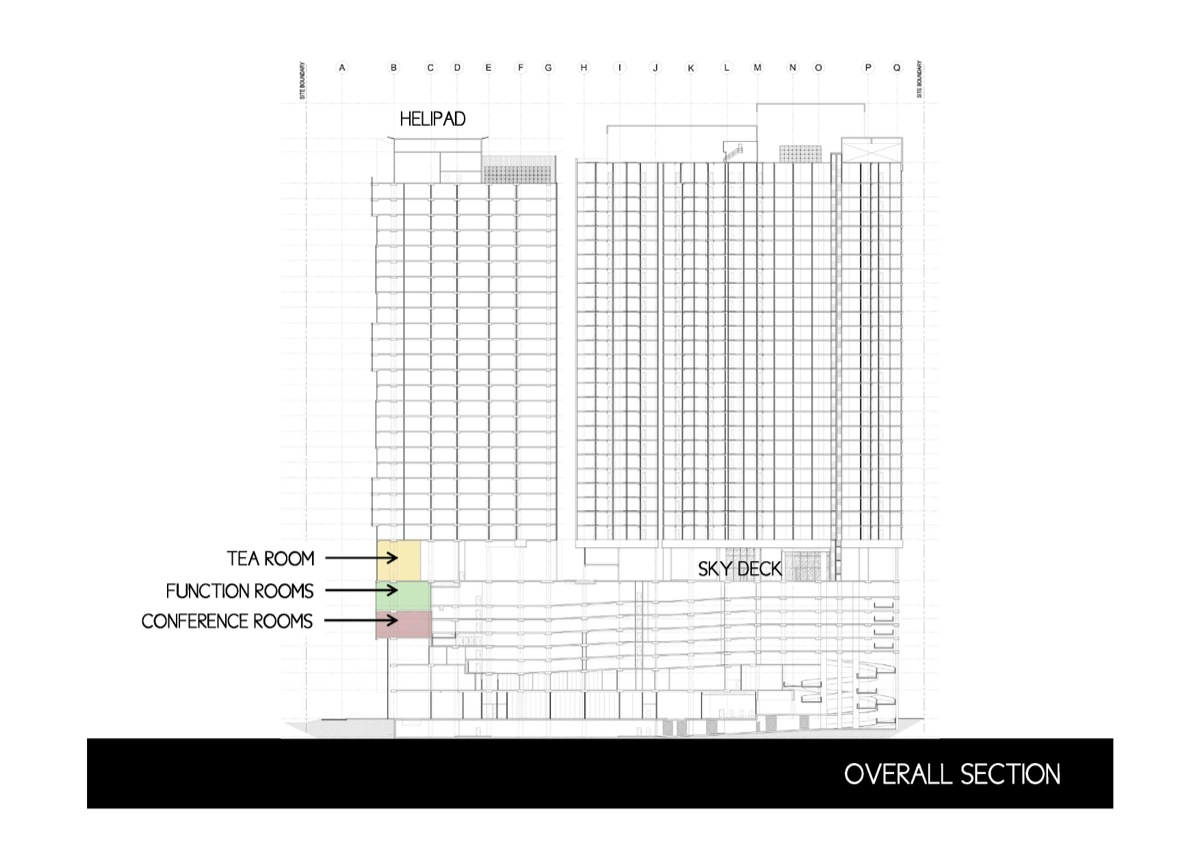 SITE BOUNDARY A B C D E F G H I J K L M N O P Q SITE BOUNDARY
HELIPAD
TEA ROOM
SKY DECK
FUNCTION ROOMS
CONFERENCE ROOMS
OVERALL SECTION